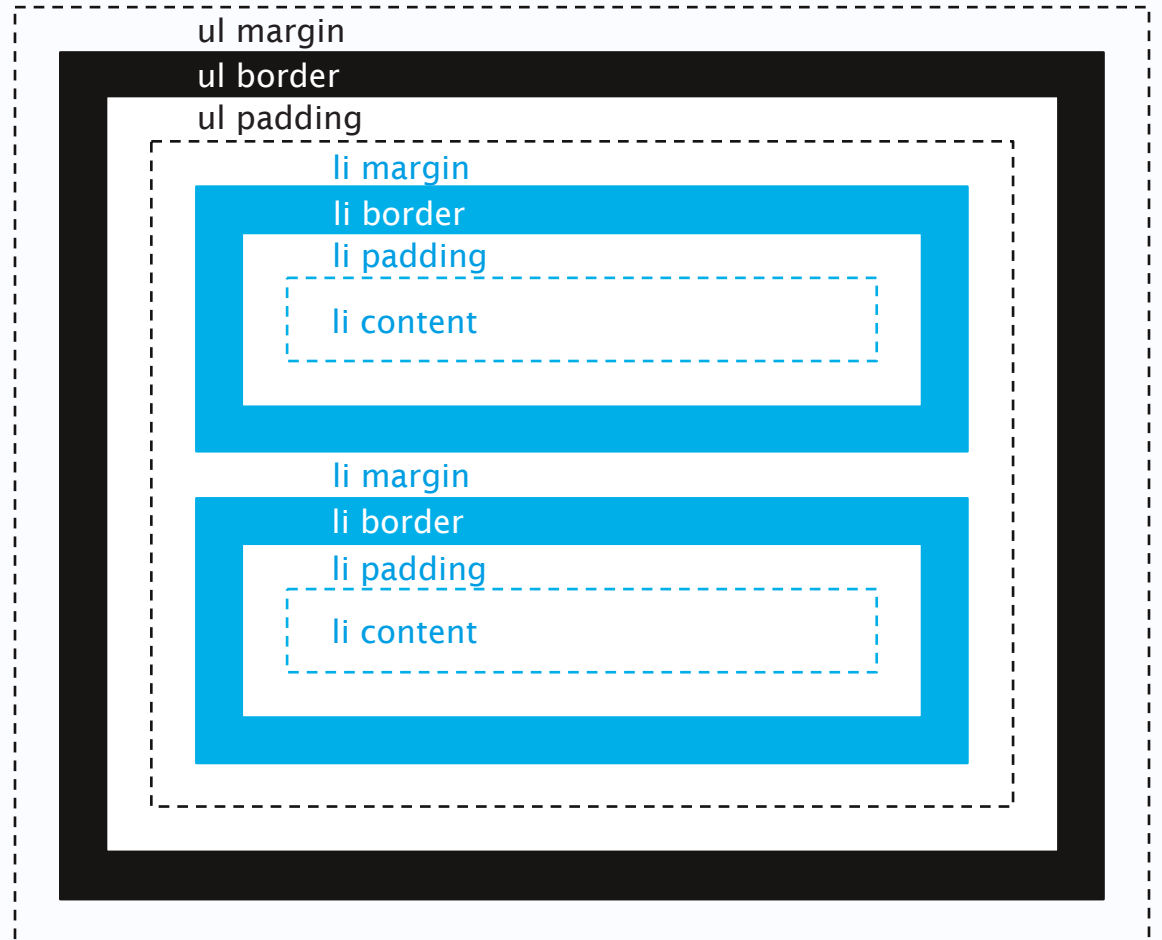 ul margin
ul border
ul padding
li margin
li border
li padding
li content
li margin
li border
li padding
li content